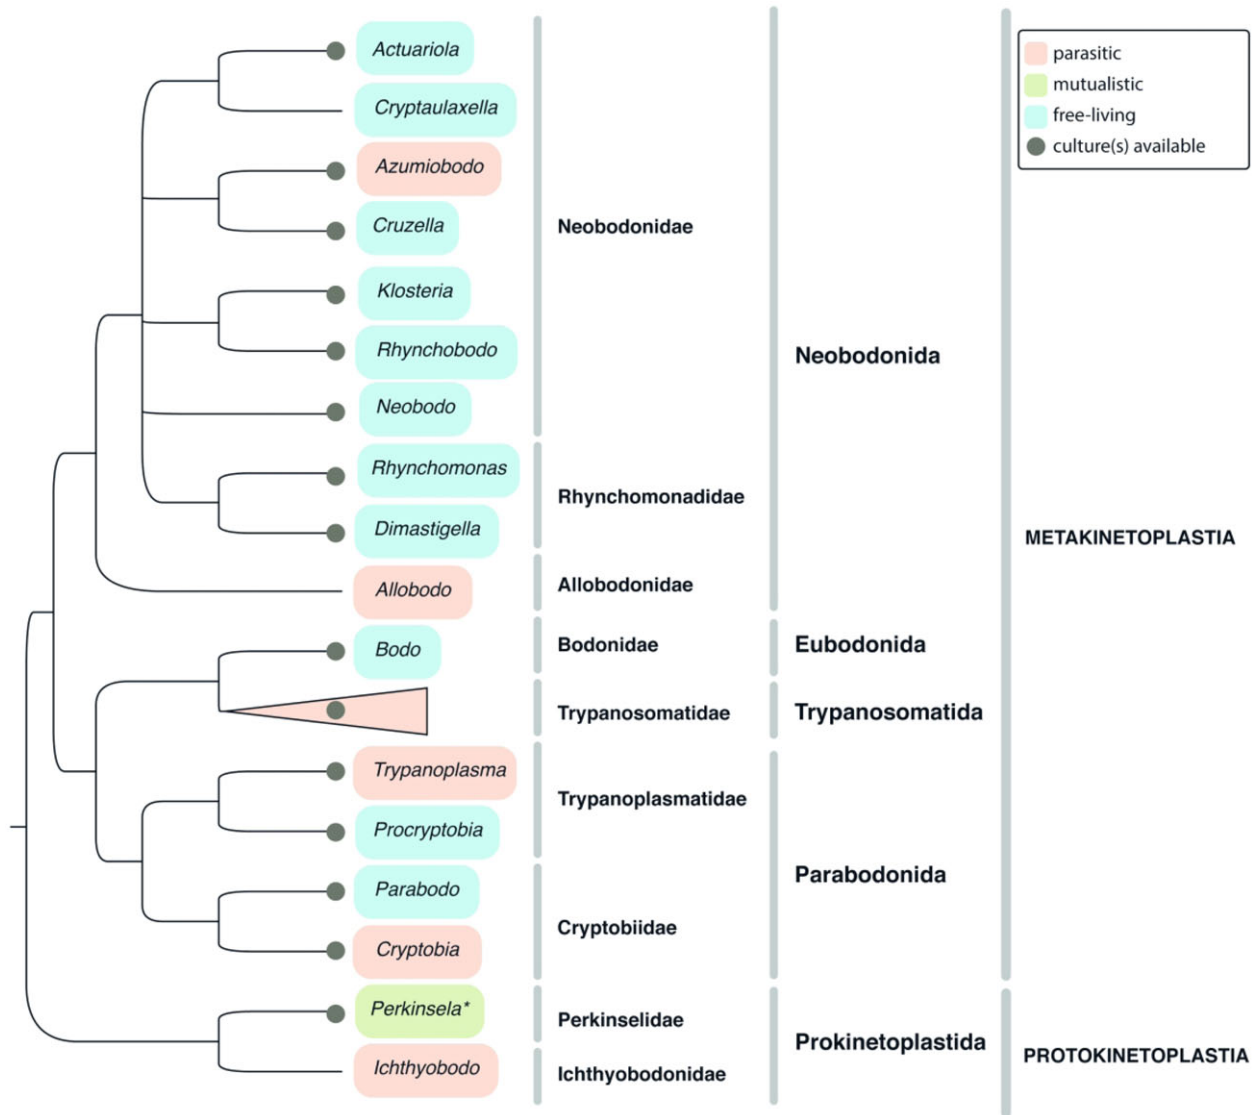 Actuariola
Cryptaulaxella
Azumiobodo
Cruzella
Klosteria
Rhynchobodo
Neobodo
Rhynchomonas
Dimastigella
Allobodo
Bodo
Trypanoplasma
Procryptobia
Parabodo
Cryptobia
Perkinsela*
Ichthyobodo
Neobodonidae
Rhynchomonadidae
Allobodonidae
Bodonidae
Trypanosomatidae
Trypanoplasmatidae
Cryptobiidae
Perkinselidae
Ichthyobodonidae
Neobodonida
Eubodonida
Trypanosomatida
Parabodonida
Prokinetoplastida
METAKINETOPLASTIA
PROTOKINETOPLASTIA
parasitic
mutualistic
free-living
culture(s) available